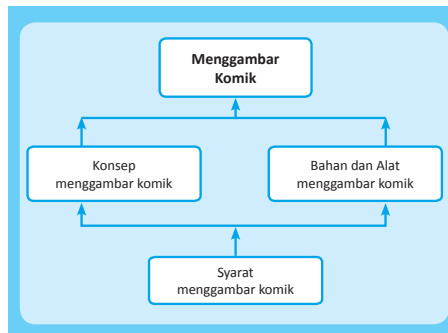 Menggambar
Komik
Konsep
menggambar komik
Bahan dan Alat
menggambar komik
Syarat
menggambar komik